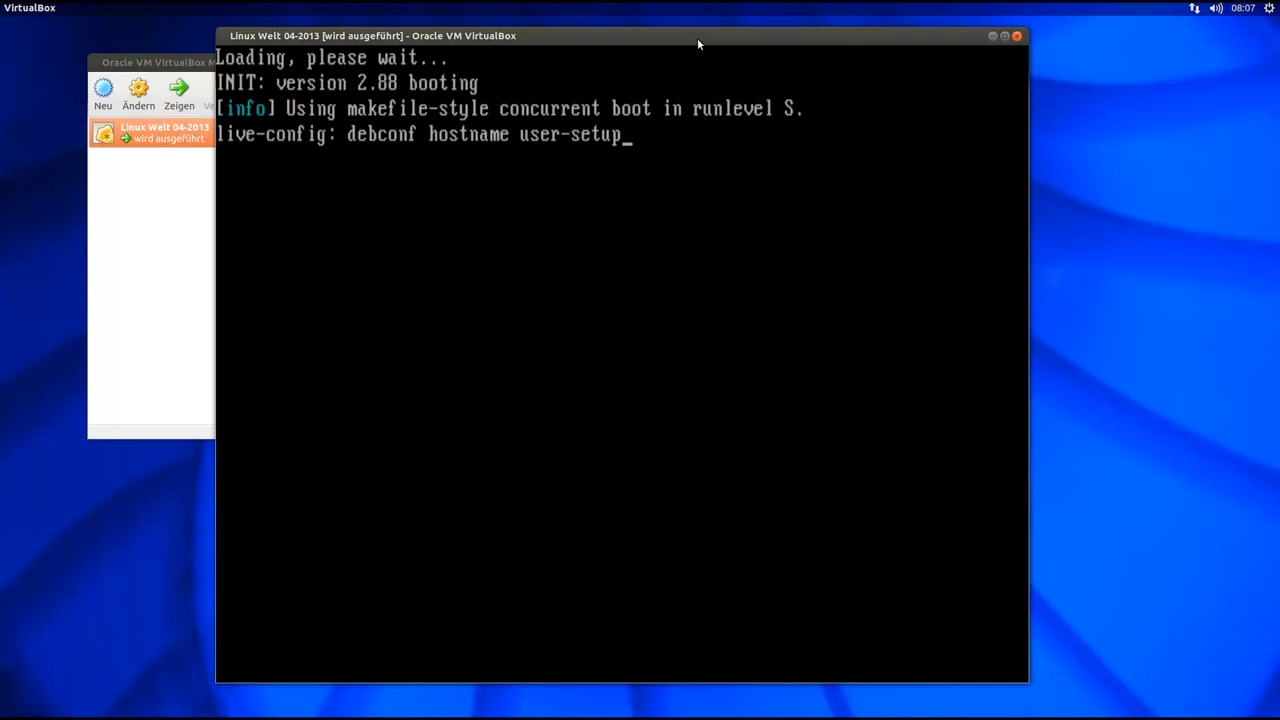 VirtualBox
08:07
Linux Welt 04-2013 [wird ausgeführt] - Oracle VM VirtualBox
Oracle VM VirtualBox M
Neu Ändern Zeigen Ve
Linux Welt 04-2013
wird ausgeführt
Loading, please wait...
INIT: version 2.88 booting
[info] Using makefile-style concurrent boot in runlevel S.
live-config: debconf hostname user-setup_